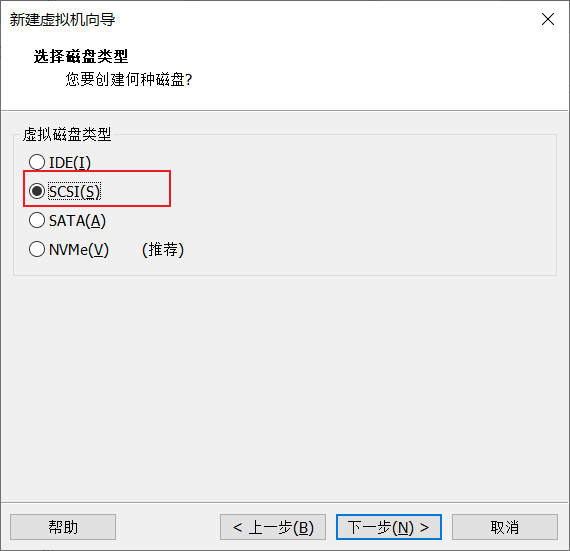 新建虚拟机向导
选择磁盘类型
您要创建何种磁盘?
虚拟磁盘类型
IDE(I)
SCSI(S)
SATA(A)
NVMe(V) (推荐)
帮助 < 上一步(B) 下一步(N) > 取消